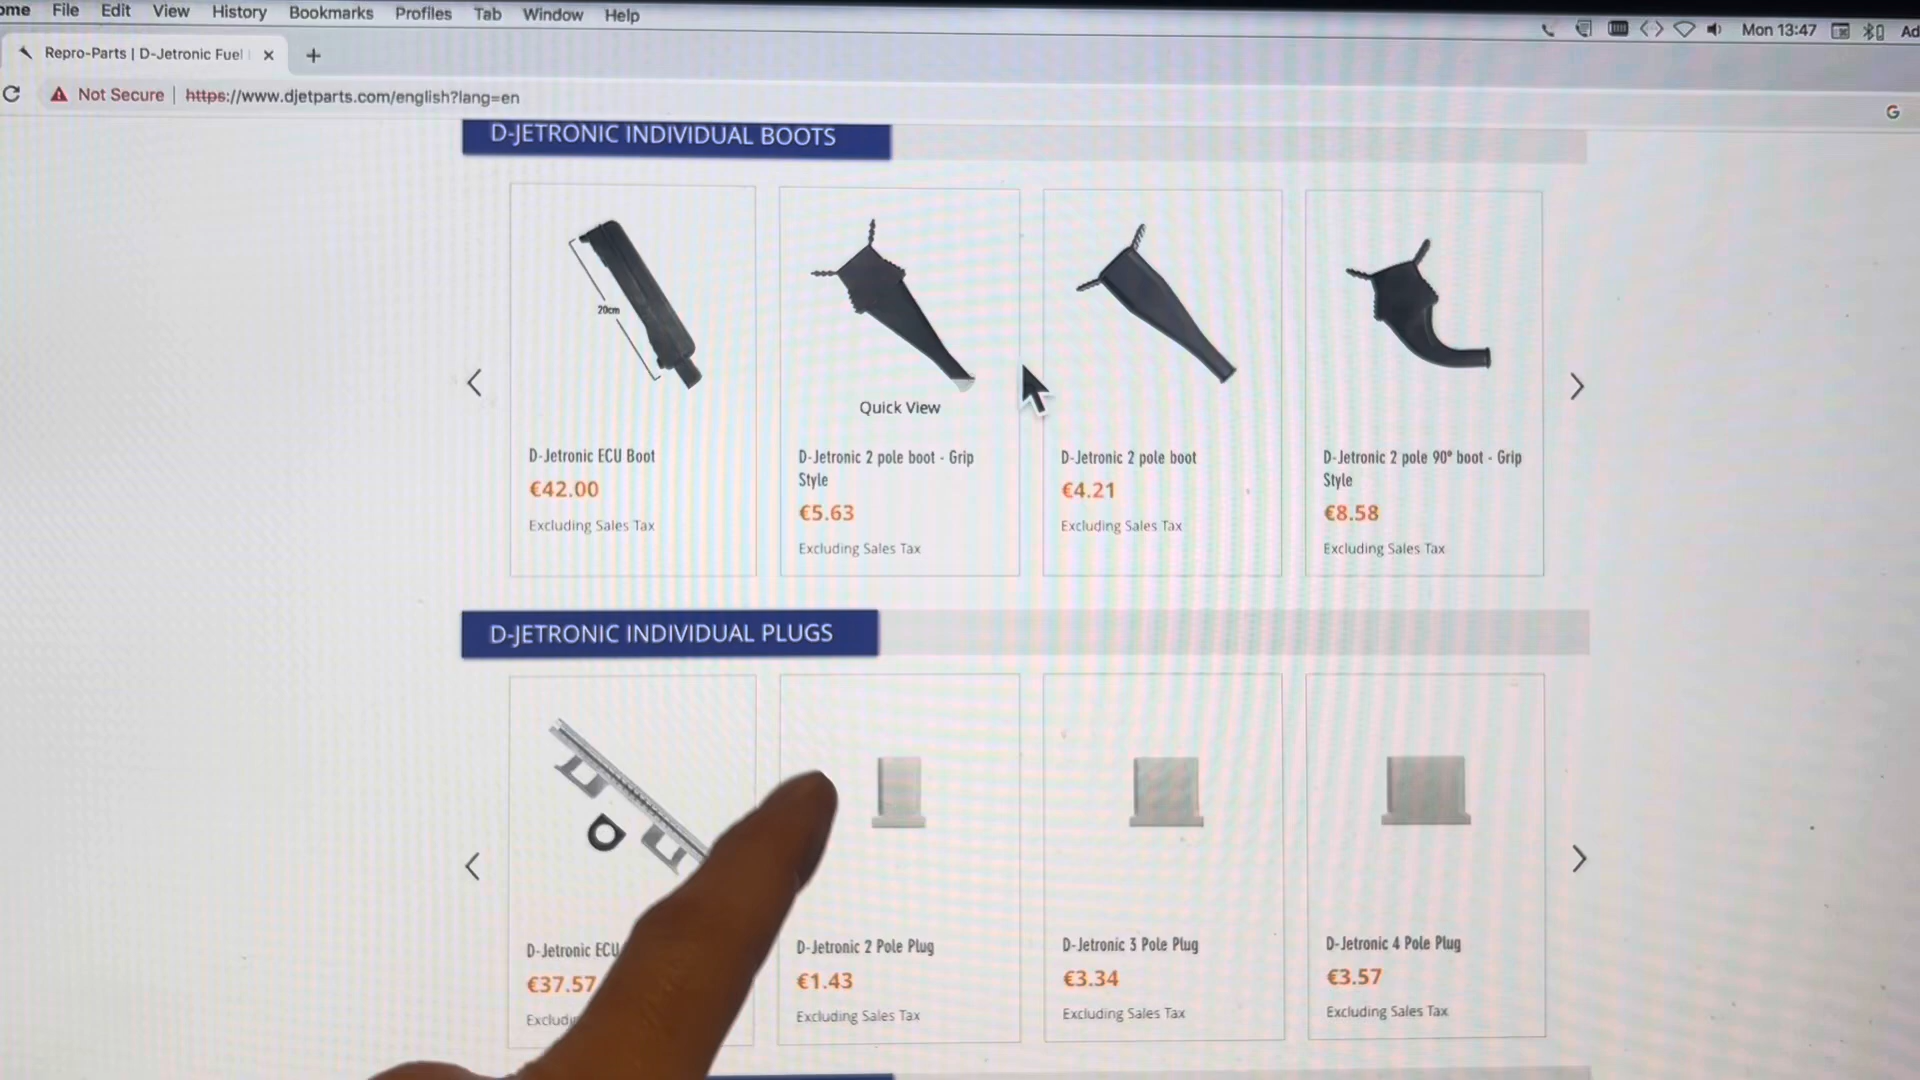 File Edit View History Bookmarks Profiles Tab Window Help
Mon 13:47
Repro-Parts | D-Jetronic Fuel
Not Secure | https://www.djetparts.com/english?lang=en
G
D-JETRONIC INDIVIDUAL BOOTS
20cm
Quick View
D-Jetronic ECU Boot
€42.00
Excluding Sales Tax
D-Jetronic 2 pole boot - Grip
Style
€5.63
Excluding Sales Tax
D-Jetronic 2 pole boot
€4.21
Excluding Sales Tax
D-Jetronic 2 pole 90° boot - Grip
Style
€8.58
Excluding Sales Tax
D-JETRONIC INDIVIDUAL PLUGS
D-Jetronic ECU
€37.57
D-Jetronic 2 Pole Plug
€1.43
Excluding Sales Tax
D-Jetronic 3 Pole Plug
€3.34
Excluding Sales Tax
D-Jetronic 4 Pole Plug
€3.57
Excluding Sales Tax